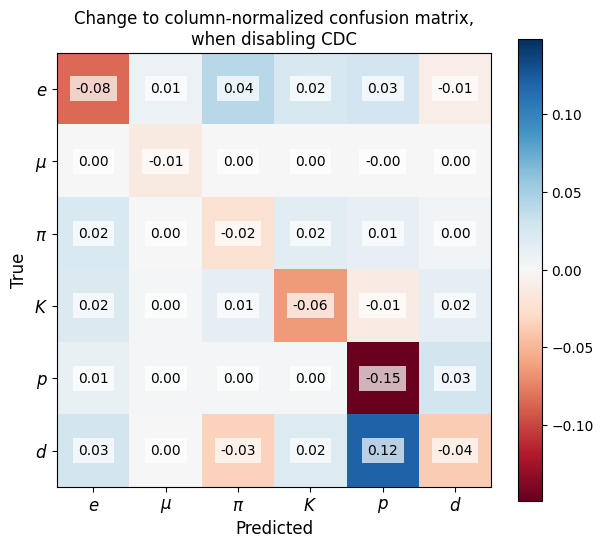 Change to column-normalized confusion matrix,
when disabling CDC
e -0.08 0.01 0.04 0.02 0.03 -0.01
μ 0.00 -0.01 0.00 0.00 -0.00 0.00
π 0.02 0.00 -0.02 0.02 0.01 0.00
K 0.02 0.00 0.01 -0.06 -0.01 0.02
p 0.01 0.00 0.00 0.00 -0.15 0.03
d 0.03 0.00 -0.03 0.02 0.12 -0.04
e μ π K p d
Predicted
True
0.10
0.05
0.00
−0.05
−0.10